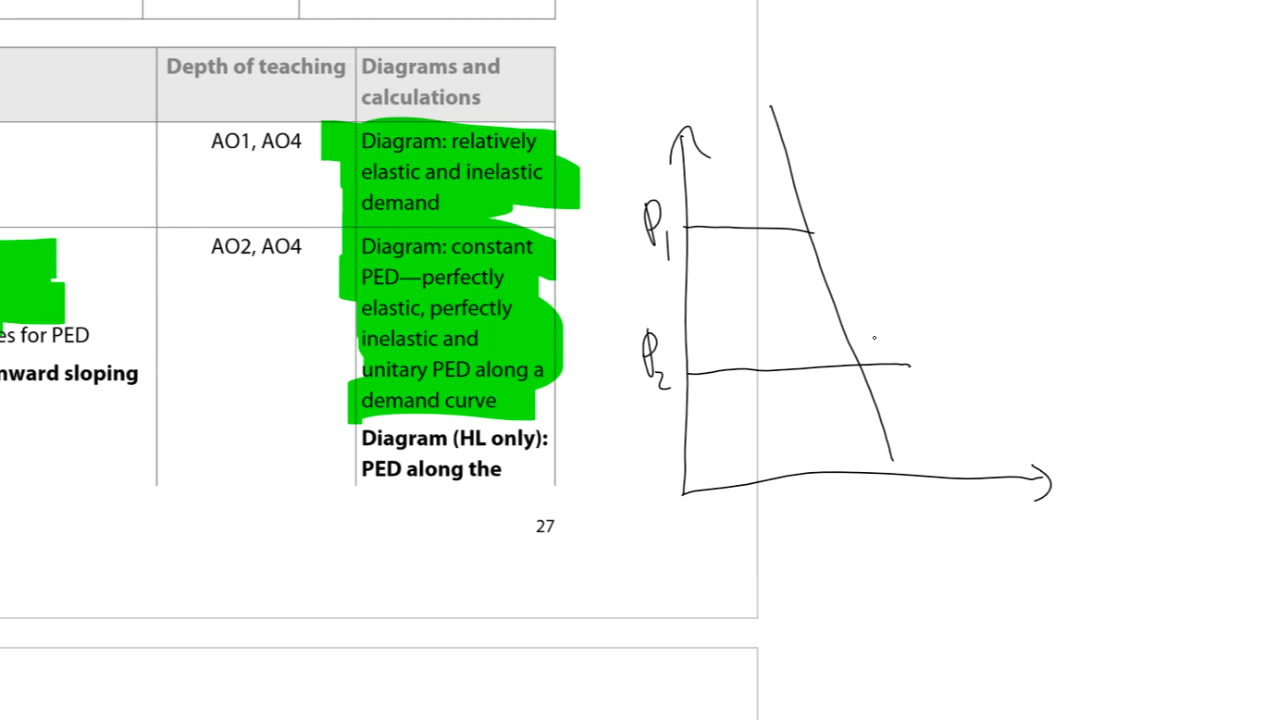 Depth of teaching
Diagrams and
calculations
AO1, AO4
Diagram: relatively
elastic and inelastic
demand
AO2, AO4
Diagram: constant
PED—perfectly
elastic, perfectly
inelastic and
unitary PED along a
demand curve
es for PED
nward sloping
Diagram (HL only):
PED along the
27
P1
P2